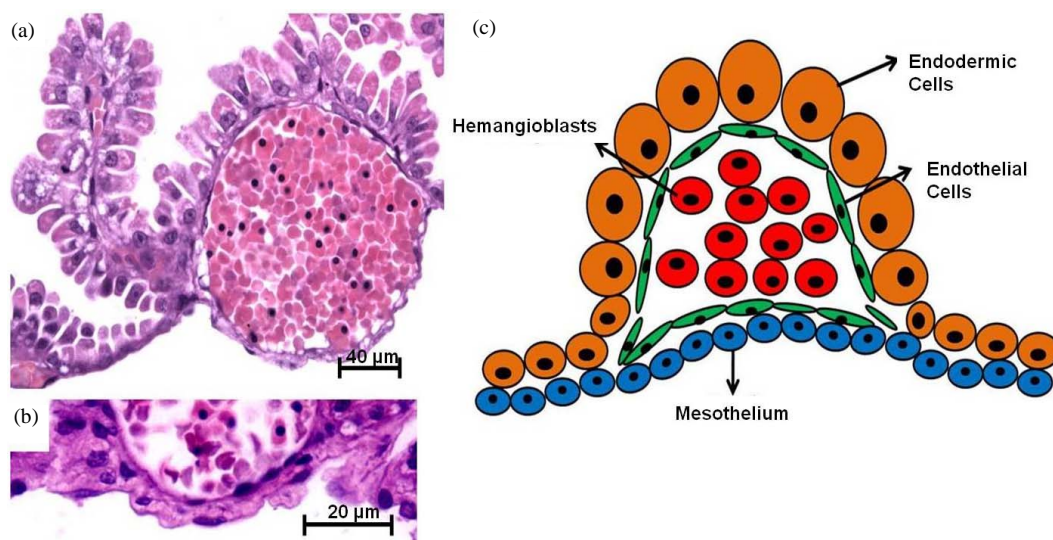 (a)
40 µm
(b)
20 µm
(c)
Endodermic
Cells
Hemangioblasts
Endothelial
Cells
Mesothelium